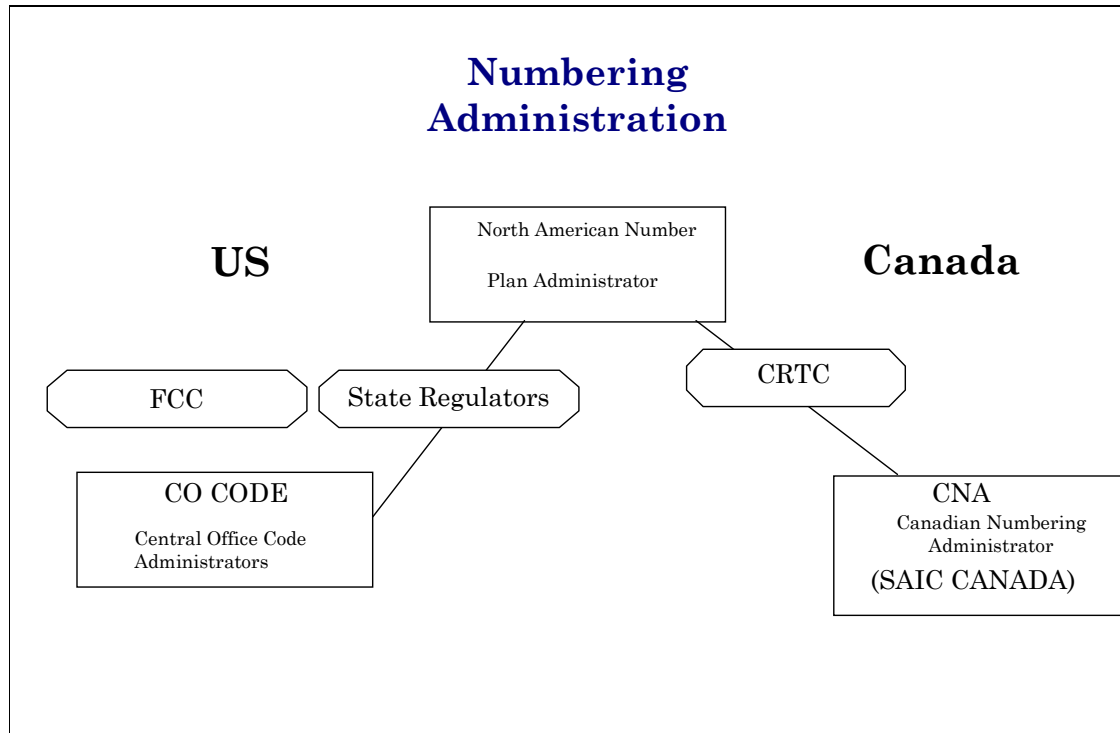 Numbering
Administration
North American Number
Plan Administrator
US
Canada
FCC
State Regulators
CRTC
CO CODE
Central Office Code
Administrators
CNA
Canadian Numbering
Administrator
(SAIC CANADA)